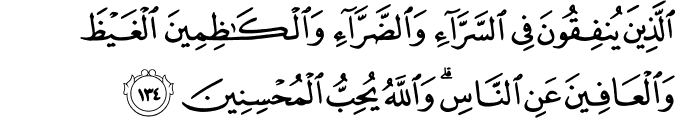 ٱلَّذِينَ يُنفِقُونَ فِي ٱلسَّرَّآءِ وَٱلضَّرَّآءِ وَٱلۡكَٰظِمِينَ ٱلۡغَيۡظَ
وَٱلۡعَافِينَ عَنِ ٱلنَّاسِۗ وَٱللَّهُ يُحِبُّ ٱلۡمُحۡسِنِينَ ١٣٤